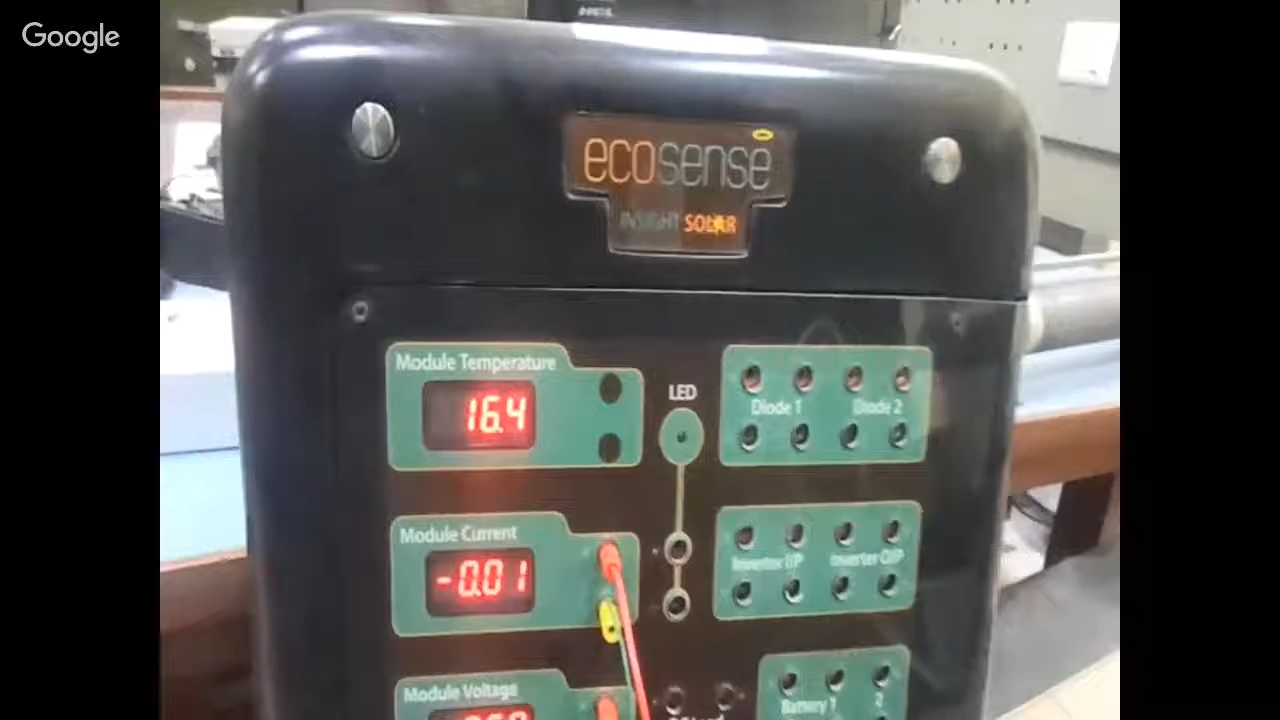 Google
ecosense
INSIGHT SOLAR
Module Temperature
16.4
LED
Diode 1
Diode 2
Module Current
-0.01
Inverter I/P
Inverter O/P
Module Voltage
Battery 1
2